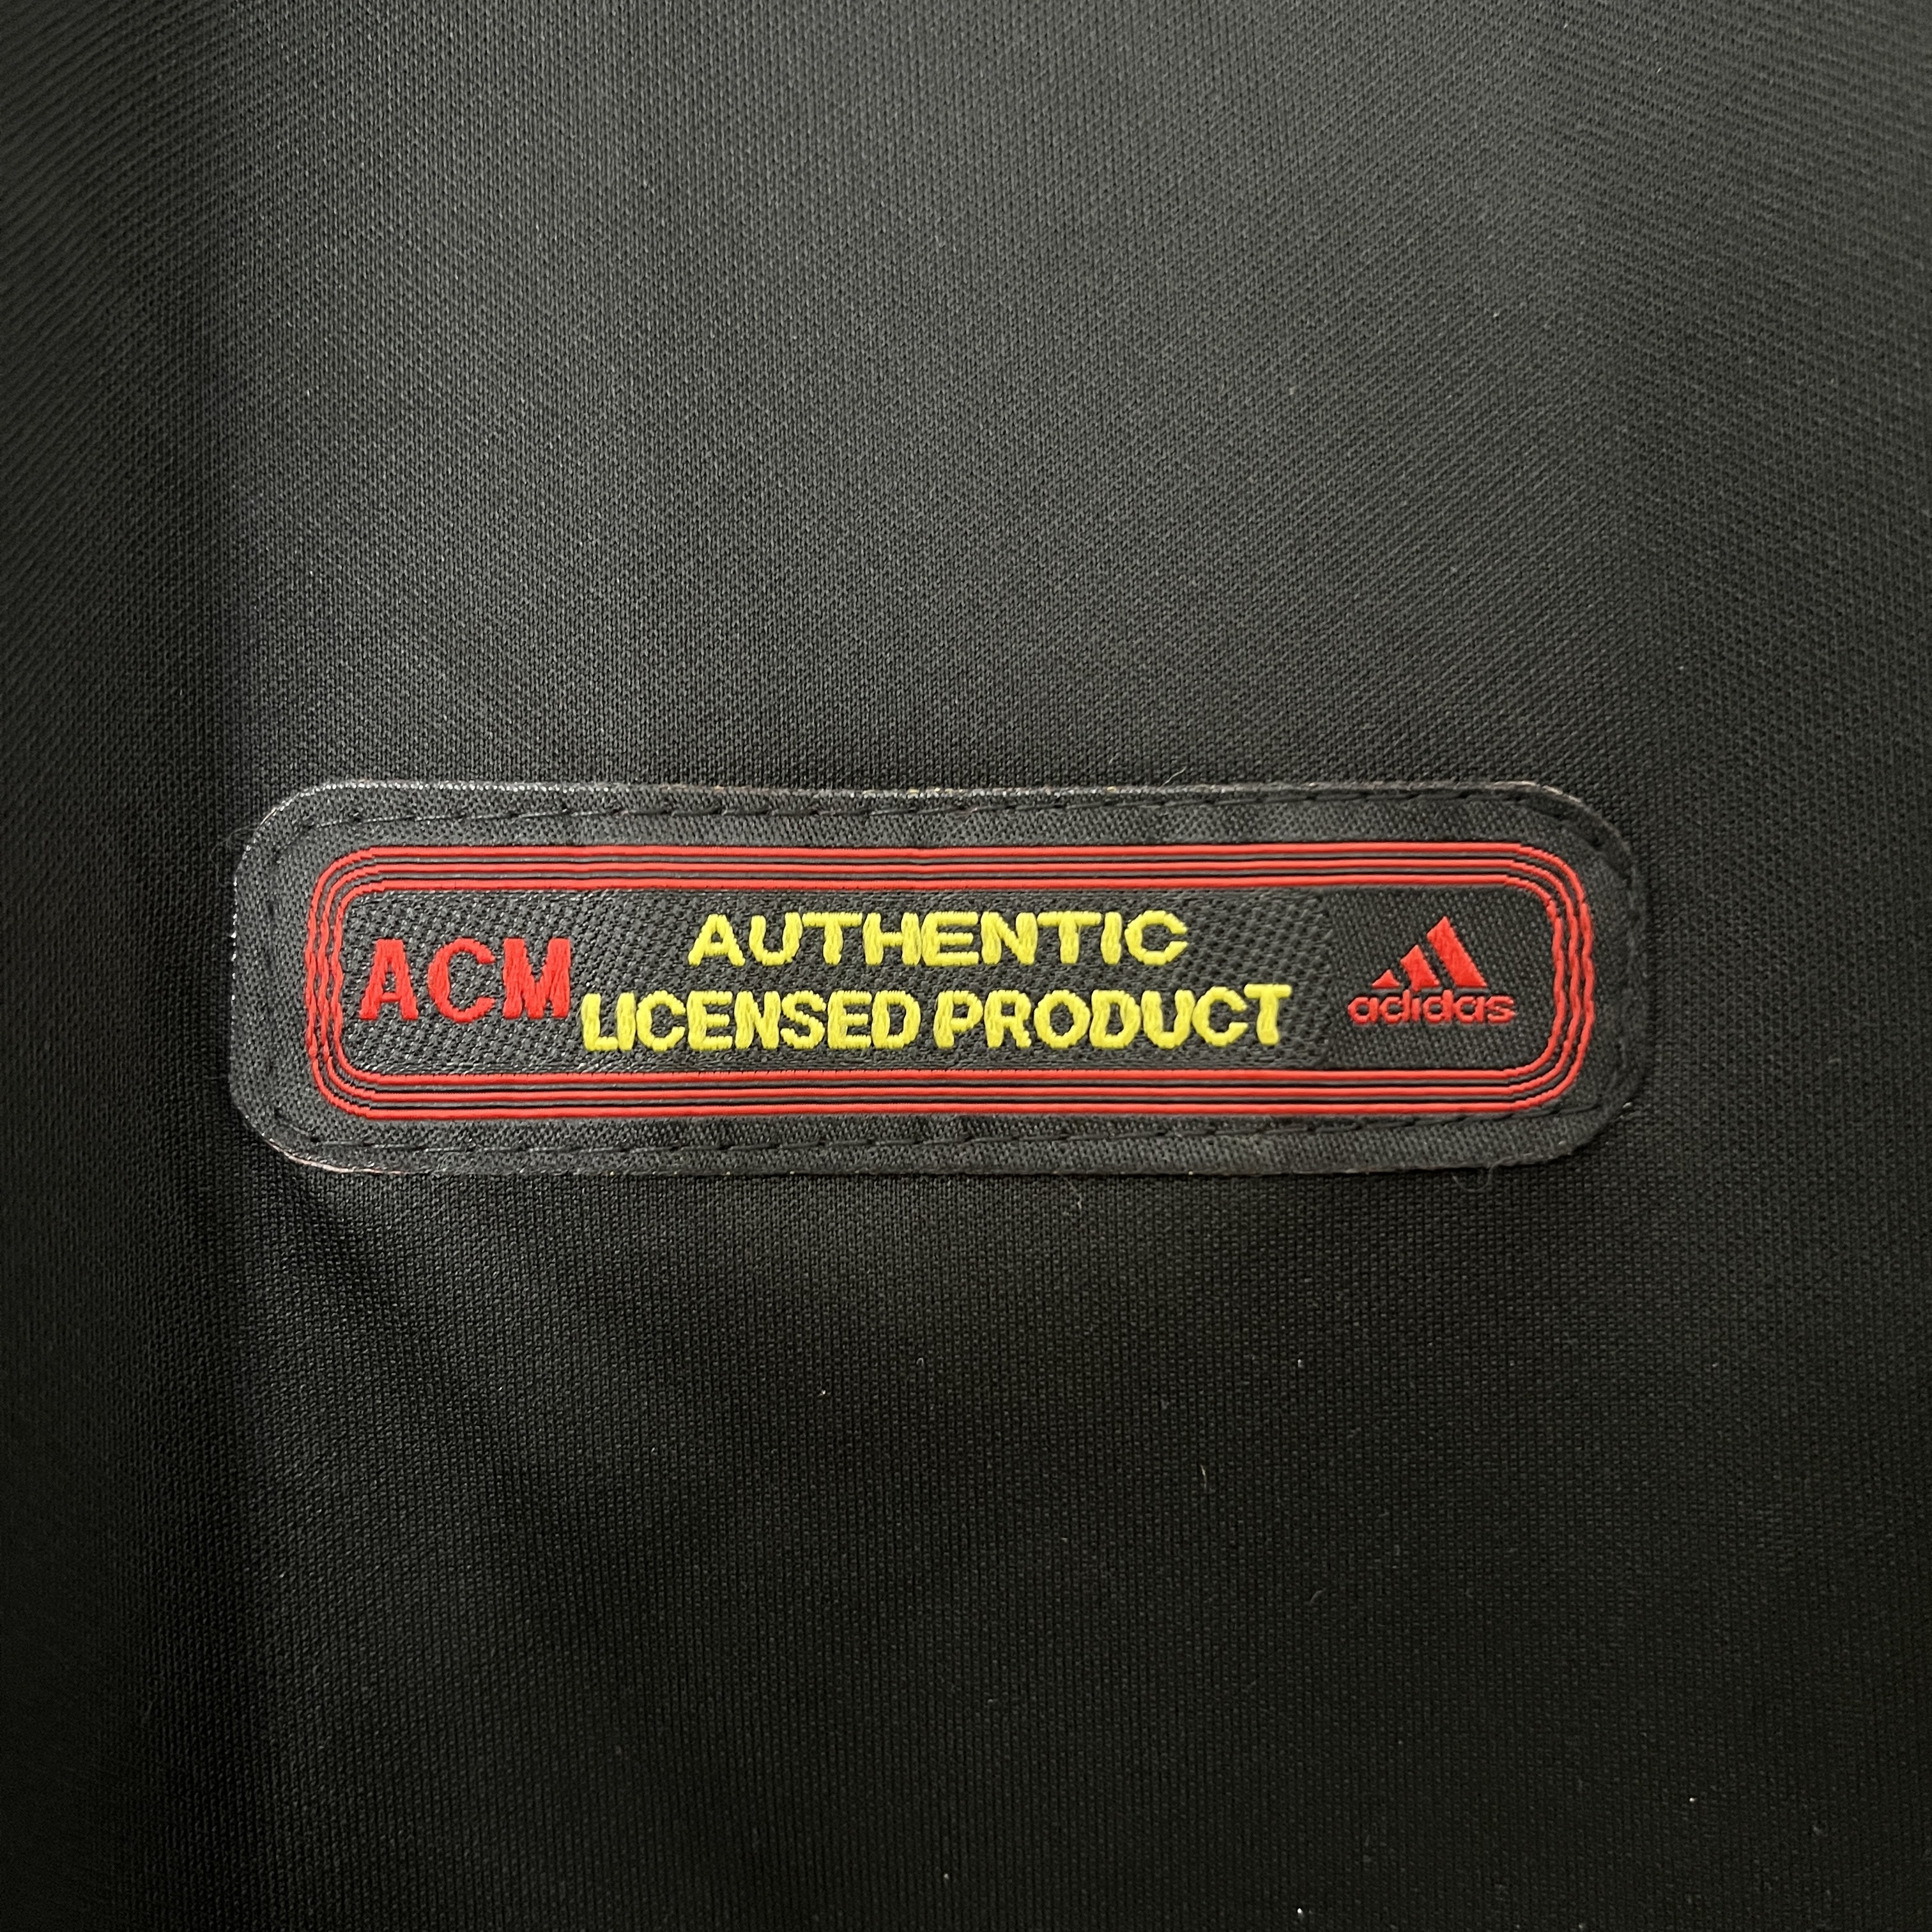 ACM
AUTHENTIC
LICENSED PRODUCT
adidas